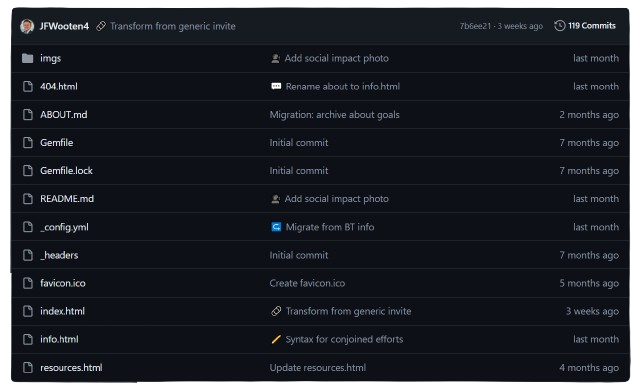 JFWooten4 Transform from generic invite 7b6ee21 · 3 weeks ago 119 Commits
imgs Add social impact photo last month
404.html Rename about to info.html last month
ABOUT.md Migration: archive about goals 2 months ago
Gemfile Initial commit 7 months ago
Gemfile.lock Initial commit 7 months ago
README.md Add social impact photo last month
_config.yml Migrate from BT info last month
_headers Initial commit 7 months ago
favicon.ico Create favicon.ico 5 months ago
index.html Transform from generic invite 3 weeks ago
info.html Syntax for conjoined efforts last month
resources.html Update resources.html 4 months ago